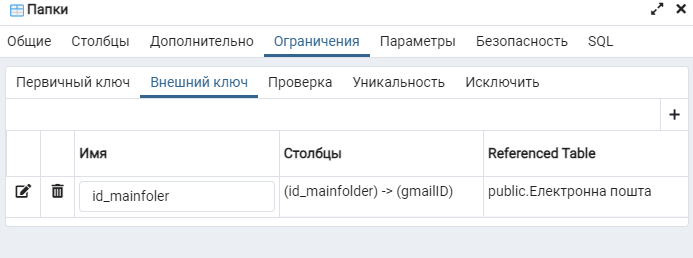 Папки
Общие Столбцы Дополнительно Ограничения Параметры Безопасность SQL
Первичный ключ Внешний ключ Проверка Уникальность Исключить
Имя Столбцы Referenced Table
id_mainfoler (id_mainfolder) -> (gmailID) public.Електронна пошта